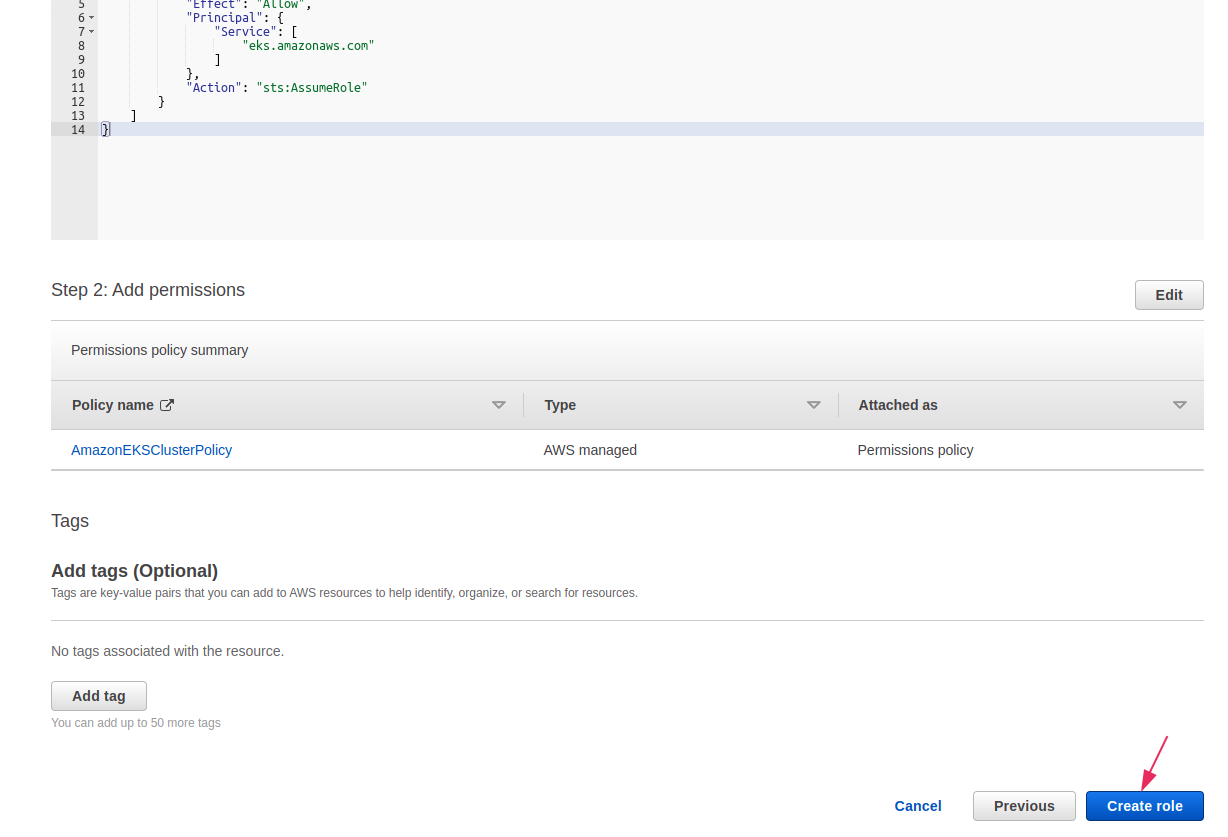 5 "Effect": "Allow",
6 "Principal": {
7 "Service": [
8 "eks.amazonaws.com"
9 ]
10 },
11 "Action": "sts:AssumeRole"
12 }
13 ]
14 }
Step 2: Add permissions
Edit
Permissions policy summary
Policy name Type Attached as
AmazonEKSClusterPolicy AWS managed Permissions policy
Tags
Add tags (Optional)
Tags are key-value pairs that you can add to AWS resources to help identify, organize, or search for resources.
No tags associated with the resource.
Add tag
You can add up to 50 more tags
Cancel Previous Create role